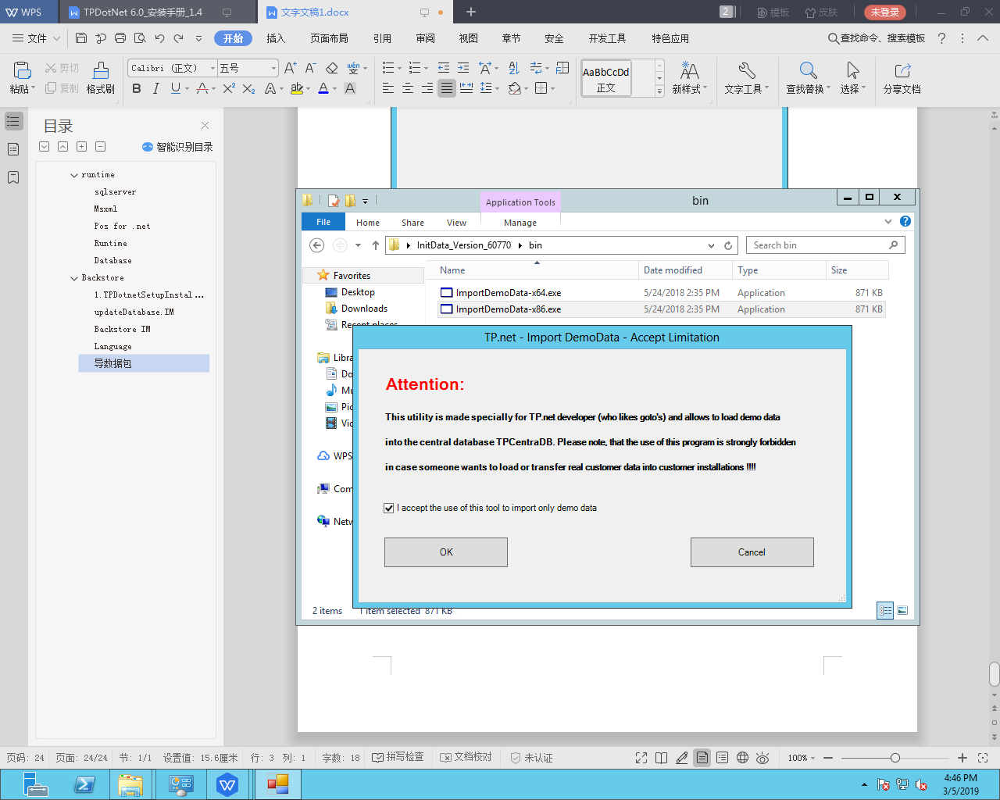 WPS
TPDotNet 6.0_安装手册_1.4
文字文稿1.docx
2
模板
皮肤
未登录
文件
开始
插入
页面布局
引用
审阅
视图
章节
安全
开发工具
特色应用
查找命令、搜索模板
粘贴
剪切
复制
格式刷
Calibri (正文)
五号
AaBbCcDd
正文
新样式
文字工具
查找替换
选择
分享文档
目录
智能识别目录
runtime
sqlserver
Msxml
Pos for .net
Runtime
Database
Backstore
1.TPDotnetSetupInstal ...
updateDatabase.IM
Backstore IM
Language
导数据包
Application Tools
bin
File
Home
Share
View
Manage
InitData_Version_60770
bin
Search bin
Favorites
Desktop
Downloads
Recent places
Name
Date modified
Type
Size
ImportDemoData-x64.exe 5/24/2018 2:35 PM Application 871 KB
ImportDemoData-x86.exe 5/24/2018 2:35 PM Application 871 KB
TP.net - Import DemoData - Accept Limitation
Attention:
This utility is made specially for TP.net developer (who likes goto's) and allows to load demo data
into the central database TPCentraDB. Please note, that the use of this program is strongly forbidden
in case someone wants to load or transfer real customer data into customer installations !!!!
I accept the use of this tool to import only demo data
OK
Cancel
WPS
2 items
1 item selected 871 KB
页码: 24
页面: 24/24
节: 1/1
设置值: 15.6厘米
行: 3
列: 1
字数: 18
拼写检查
文档校对
未认证
100%
4:46 PM
3/5/2019